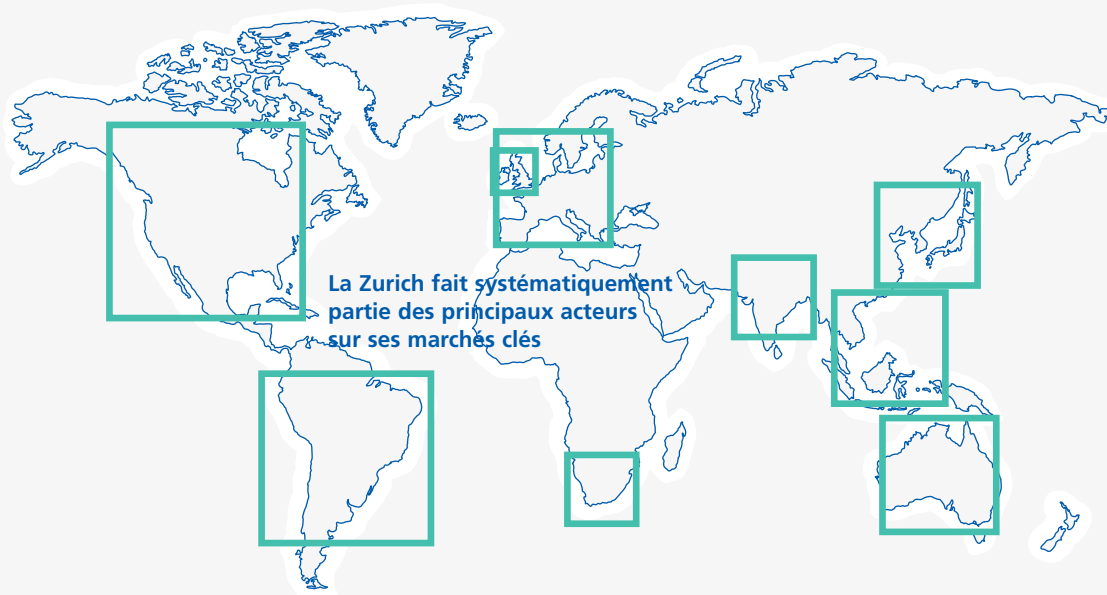 La Zurich fait systématiquement
partie des principaux acteurs
sur ses marchés clés